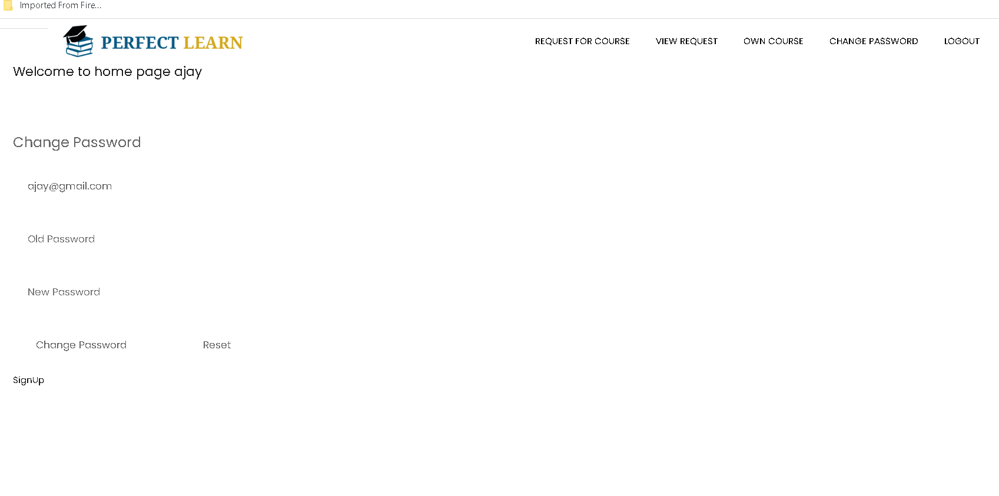 Imported From Fire...
PERFECT LEARN
REQUEST FOR COURSE VIEW REQUEST OWN COURSE CHANGE PASSWORD LOGOUT
Welcome to home page ajay
Change Password
ajay@gmail.com
Old Password
New Password
Change Password Reset
SignUp